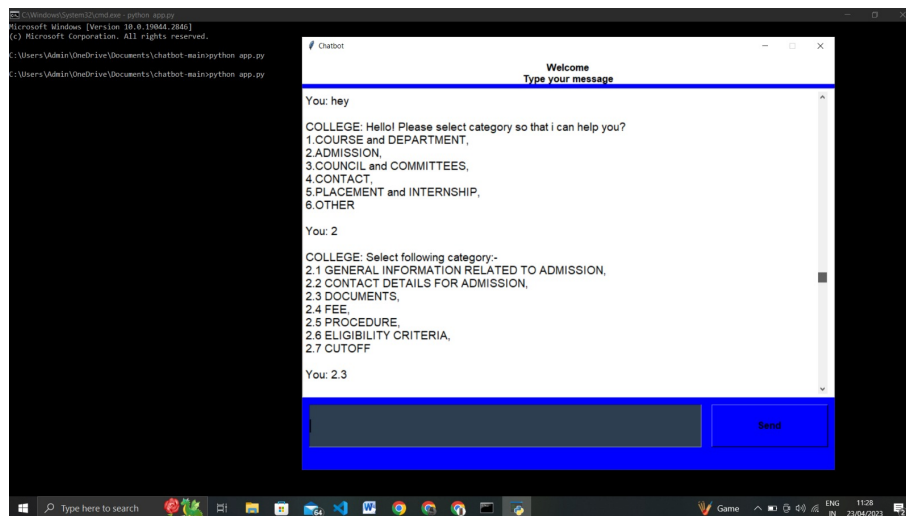 C:\Windows\System32\cmd.exe - python app.py
Microsoft Windows [Version 10.0.19044.2846]
(c) Microsoft Corporation. All rights reserved.
C:\Users\Admin\OneDrive\Documents\chatbot-main>python app.py
C:\Users\Admin\OneDrive\Documents\chatbot-main>python app.py
Chatbot
Welcome
Type your message
You: hey
COLLEGE: Hello! Please select category so that i can help you?
1.COURSE and DEPARTMENT,
2.ADMISSION,
3.COUNCIL and COMMITTEES,
4.CONTACT,
5.PLACEMENT and INTERNSHIP,
6.OTHER
You: 2
COLLEGE: Select following category:-
2.1 GENERAL INFORMATION RELATED TO ADMISSION,
2.2 CONTACT DETAILS FOR ADMISSION,
2.3 DOCUMENTS,
2.4 FEE,
2.5 PROCEDURE,
2.6 ELIGIBILITY CRITERIA,
2.7 CUTOFF
You: 2.3
Send
Type here to search
64
Game
ENG
IN
11:28
23/04/2023
2